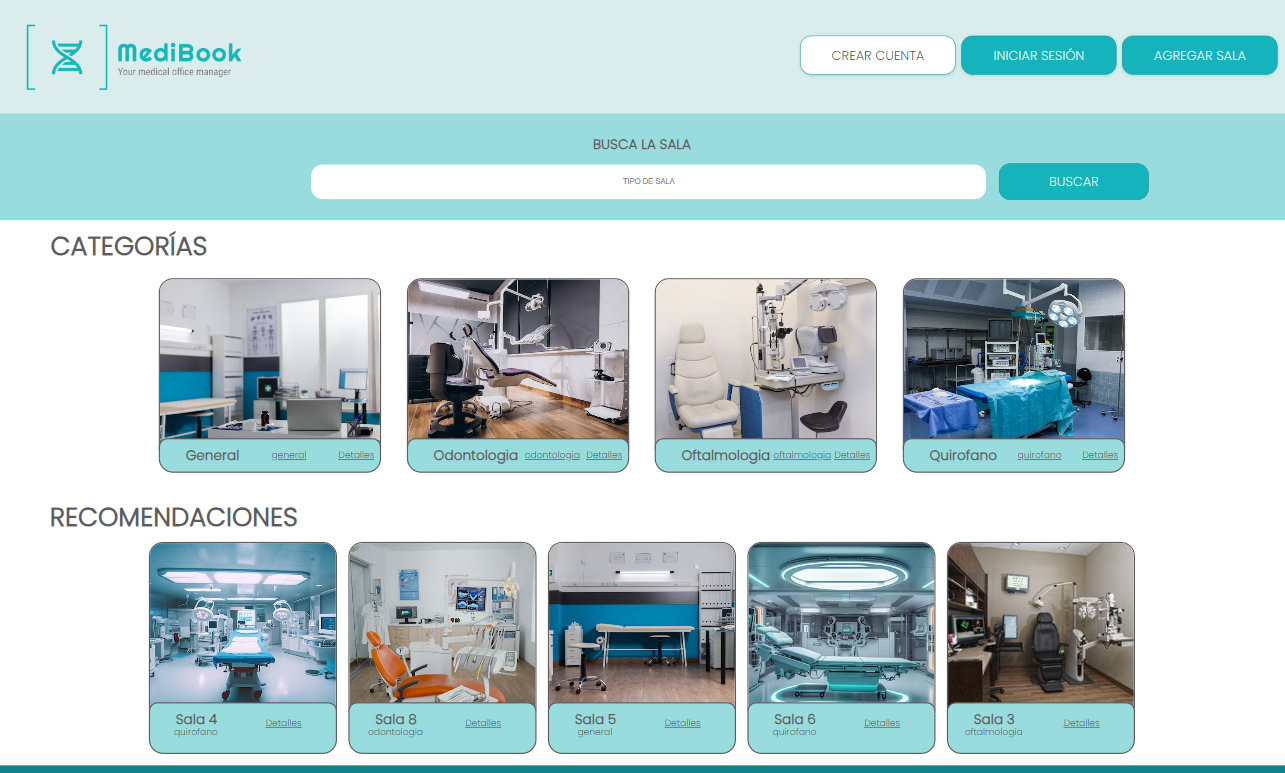 MediBook
Your medical office manager
CREAR CUENTA
INICIAR SESIÓN
AGREGAR SALA
BUSCA LA SALA
TIPO DE SALA
BUSCAR
CATEGORÍAS
General general Detalles
Odontologia odontologia Detalles
Oftalmologia oftalmologia Detalles
Quirofano quirofano Detalles
RECOMENDACIONES
Sala 4 Detalles
quirofano
Sala 8 Detalles
odontologia
Sala 5 Detalles
general
Sala 6 Detalles
quirofano
Sala 3 Detalles
oftalmologia